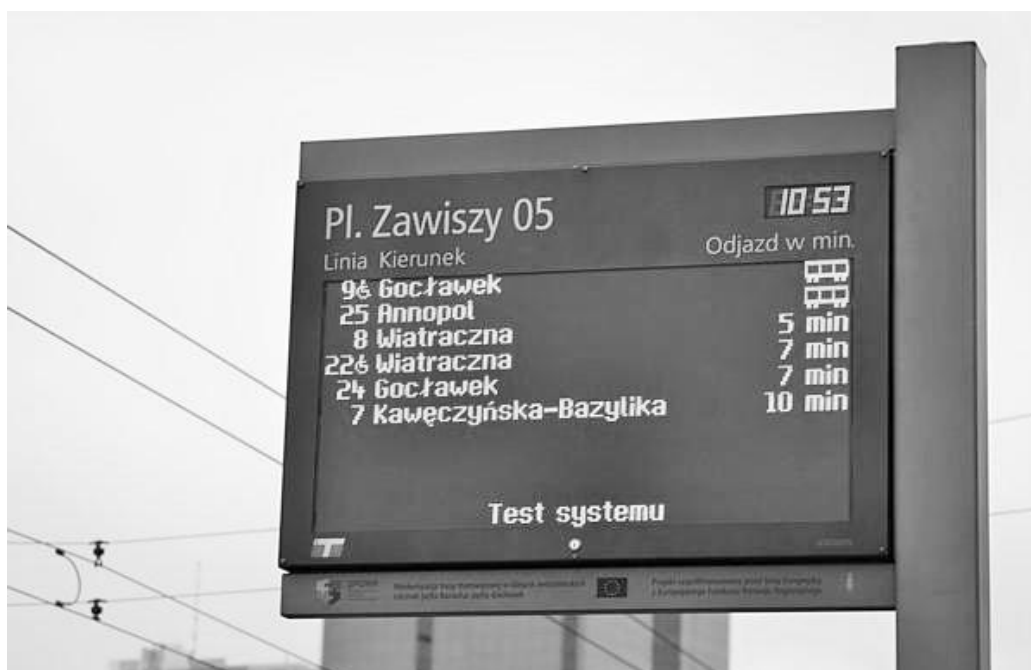 Pl. Zawiszy 05 10:53
Linia Kierunek Odjazd w min.
9 Gocławek
25 Annopol
8 Wiatraczna 5 min
22 Wiatraczna 7 min
24 Gocławek 7 min
7 Kawęczyńska-Bazylika 10 min
Test systemu